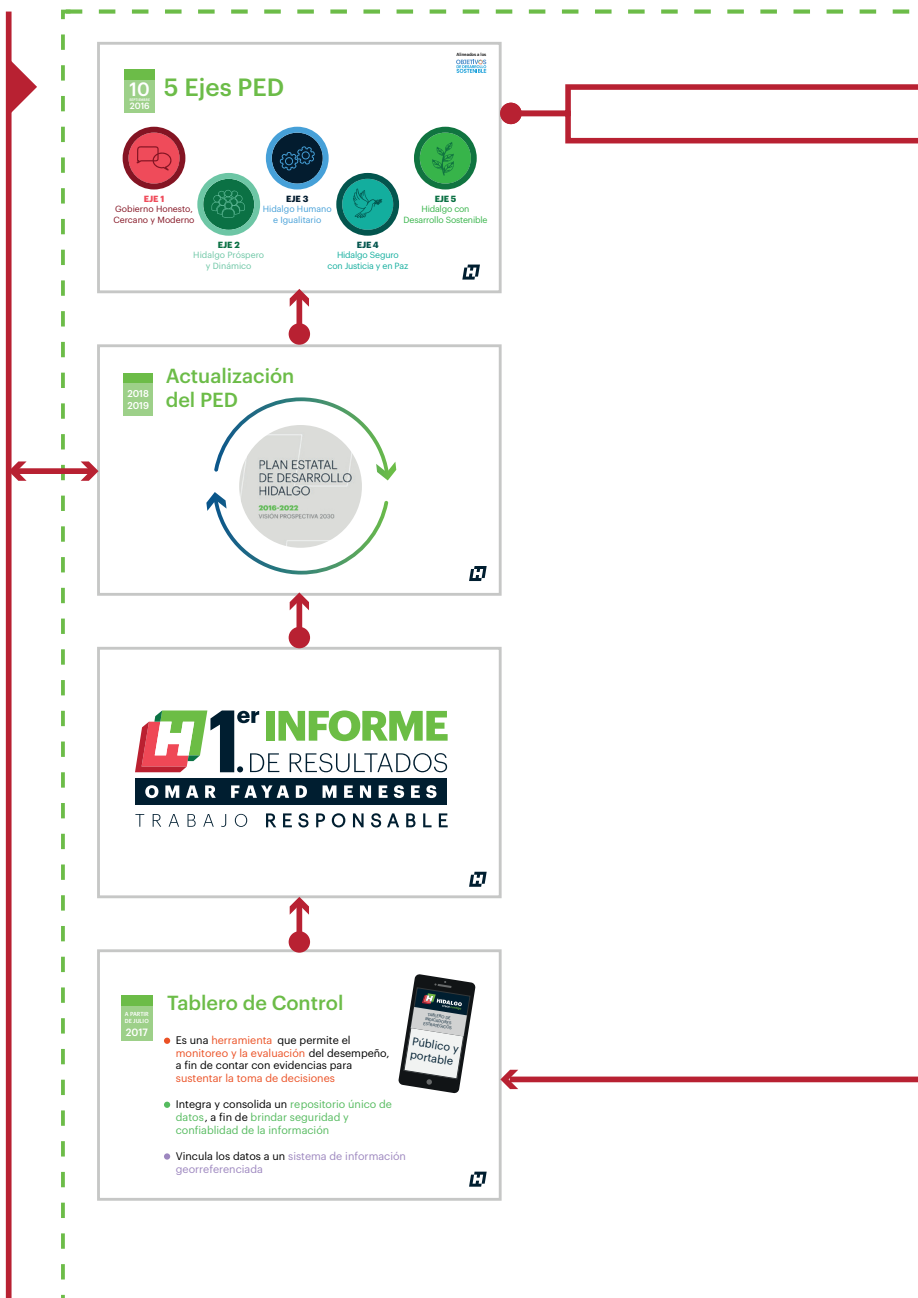 Alineados a los
OBJETIVOS
DE DESARROLLO
SOSTENIBLE
10
2016
5 Ejes PED
EJE 1
Gobierno Honesto,
Cercano y Moderno
EJE 2
Hidalgo Próspero
y Dinámico
EJE 3
Hidalgo Humano
e Igualitario
EJE 4
Hidalgo Seguro
con Justicia y en Paz
EJE 5
Hidalgo con
Desarrollo Sostenible
H
2018
2019
Actualización
del PED
PLAN ESTATAL
DE DESARROLLO
HIDALGO
2016-2022
VISIÓN PROSPECTIVA 2030
H
H 1.er INFORME
DE RESULTADOS
OMAR FAYAD MENESES
TRABAJO RESPONSABLE
H
A PARTIR
DE JULIO
2017
Tablero de Control
Es una herramienta que permite el
monitoreo y la evaluación del desempeño,
a fin de contar con evidencias para
sustentar la toma de decisiones
Integra y consolida un repositorio único de
datos, a fin de brindar seguridad y
confiablidad de la información
Vincula los datos a un sistema de información
georreferenciada
H HIDALGO
TABLERO DE
INDICADORES
ESTRATÉGICOS
Público y
portable
H